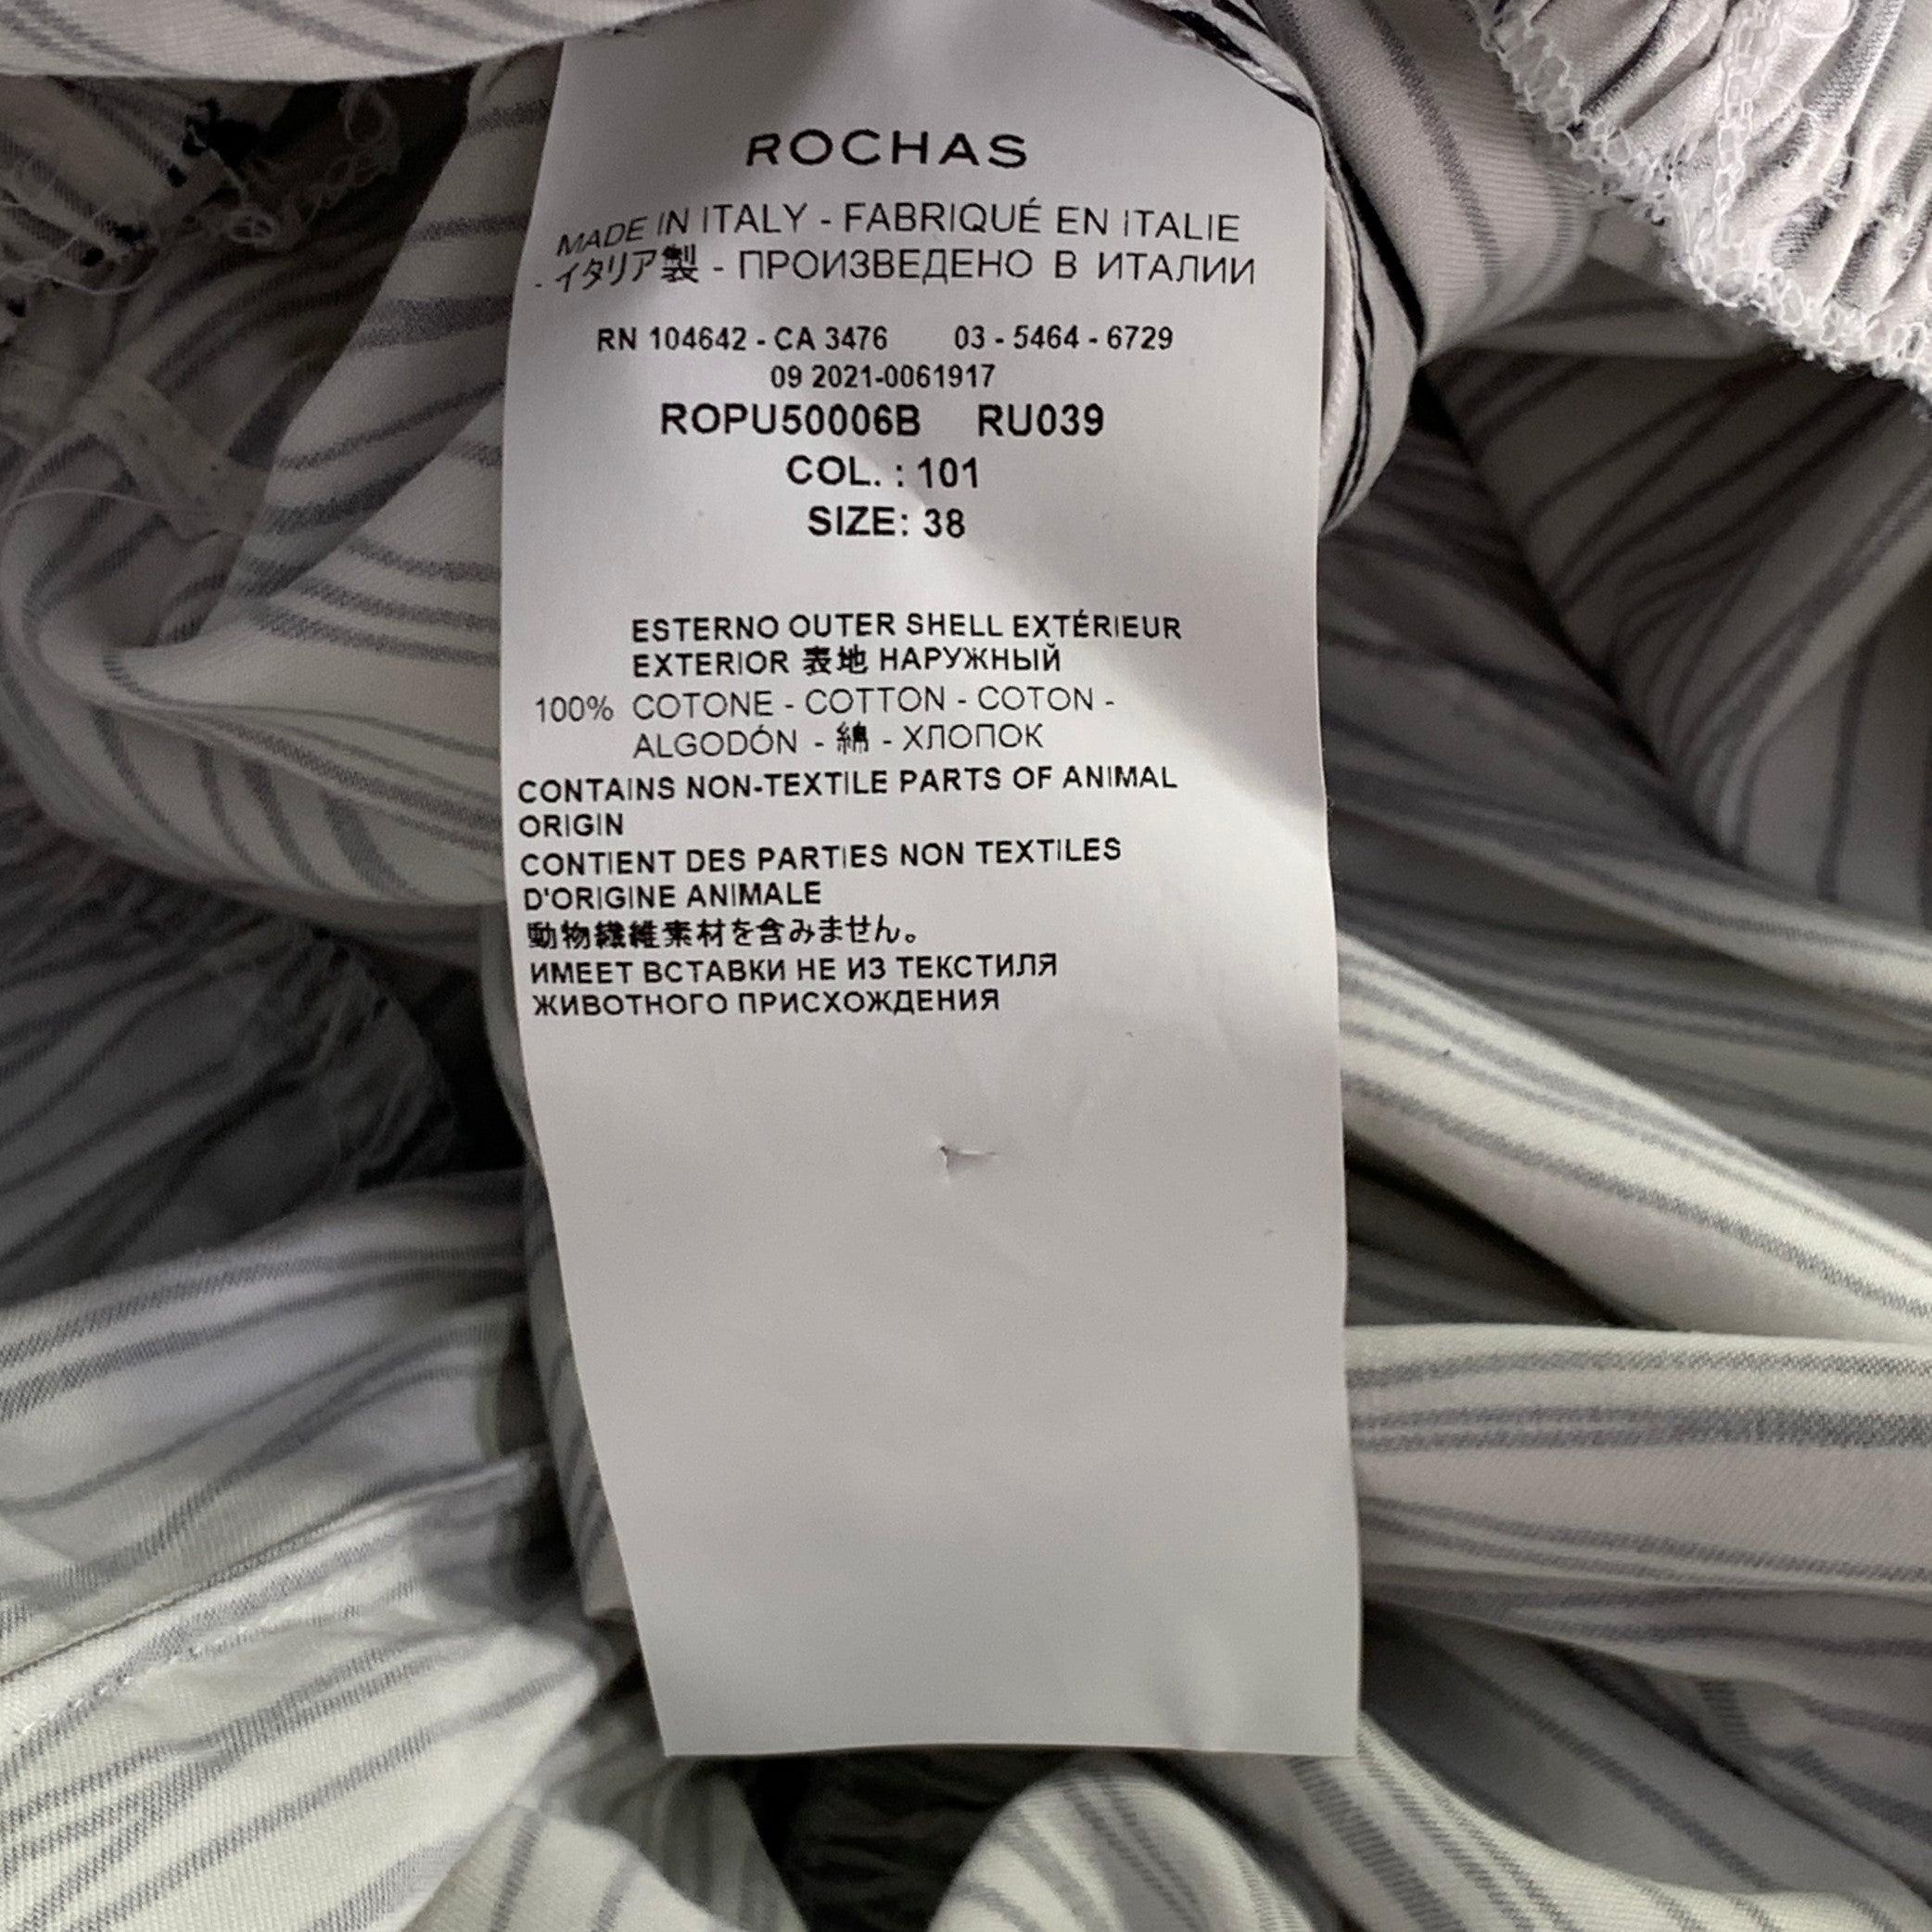 ROCHAS
MADE IN ITALY - FABRIQUÉ EN ITALIE
- イタリア製 - ПРОИЗВЕДЕНО В ИТАЛИИ
RN 104642 - CA 3476 03 - 5464 - 6729
09 2021-0061917
ROPU50006B RU039
COL. : 101
SIZE: 38
ESTERNO OUTER SHELL EXTÉRIEUR
EXTERIOR 表地 НАРУЖНЫЙ
100% COTONE - COTTON - COTON -
ALGODÓN - 綿 - ХЛОПОК
CONTAINS NON-TEXTILE PARTS OF ANIMAL
ORIGIN
CONTIENT DES PARTIES NON TEXTILES
D'ORIGINE ANIMALE
動物繊維素材を含みません。
ИМЕЕТ ВСТАВКИ НЕ ИЗ ТЕКСТИЛЯ
ЖИВОТНОГО ПРИСХОЖДЕНИЯ